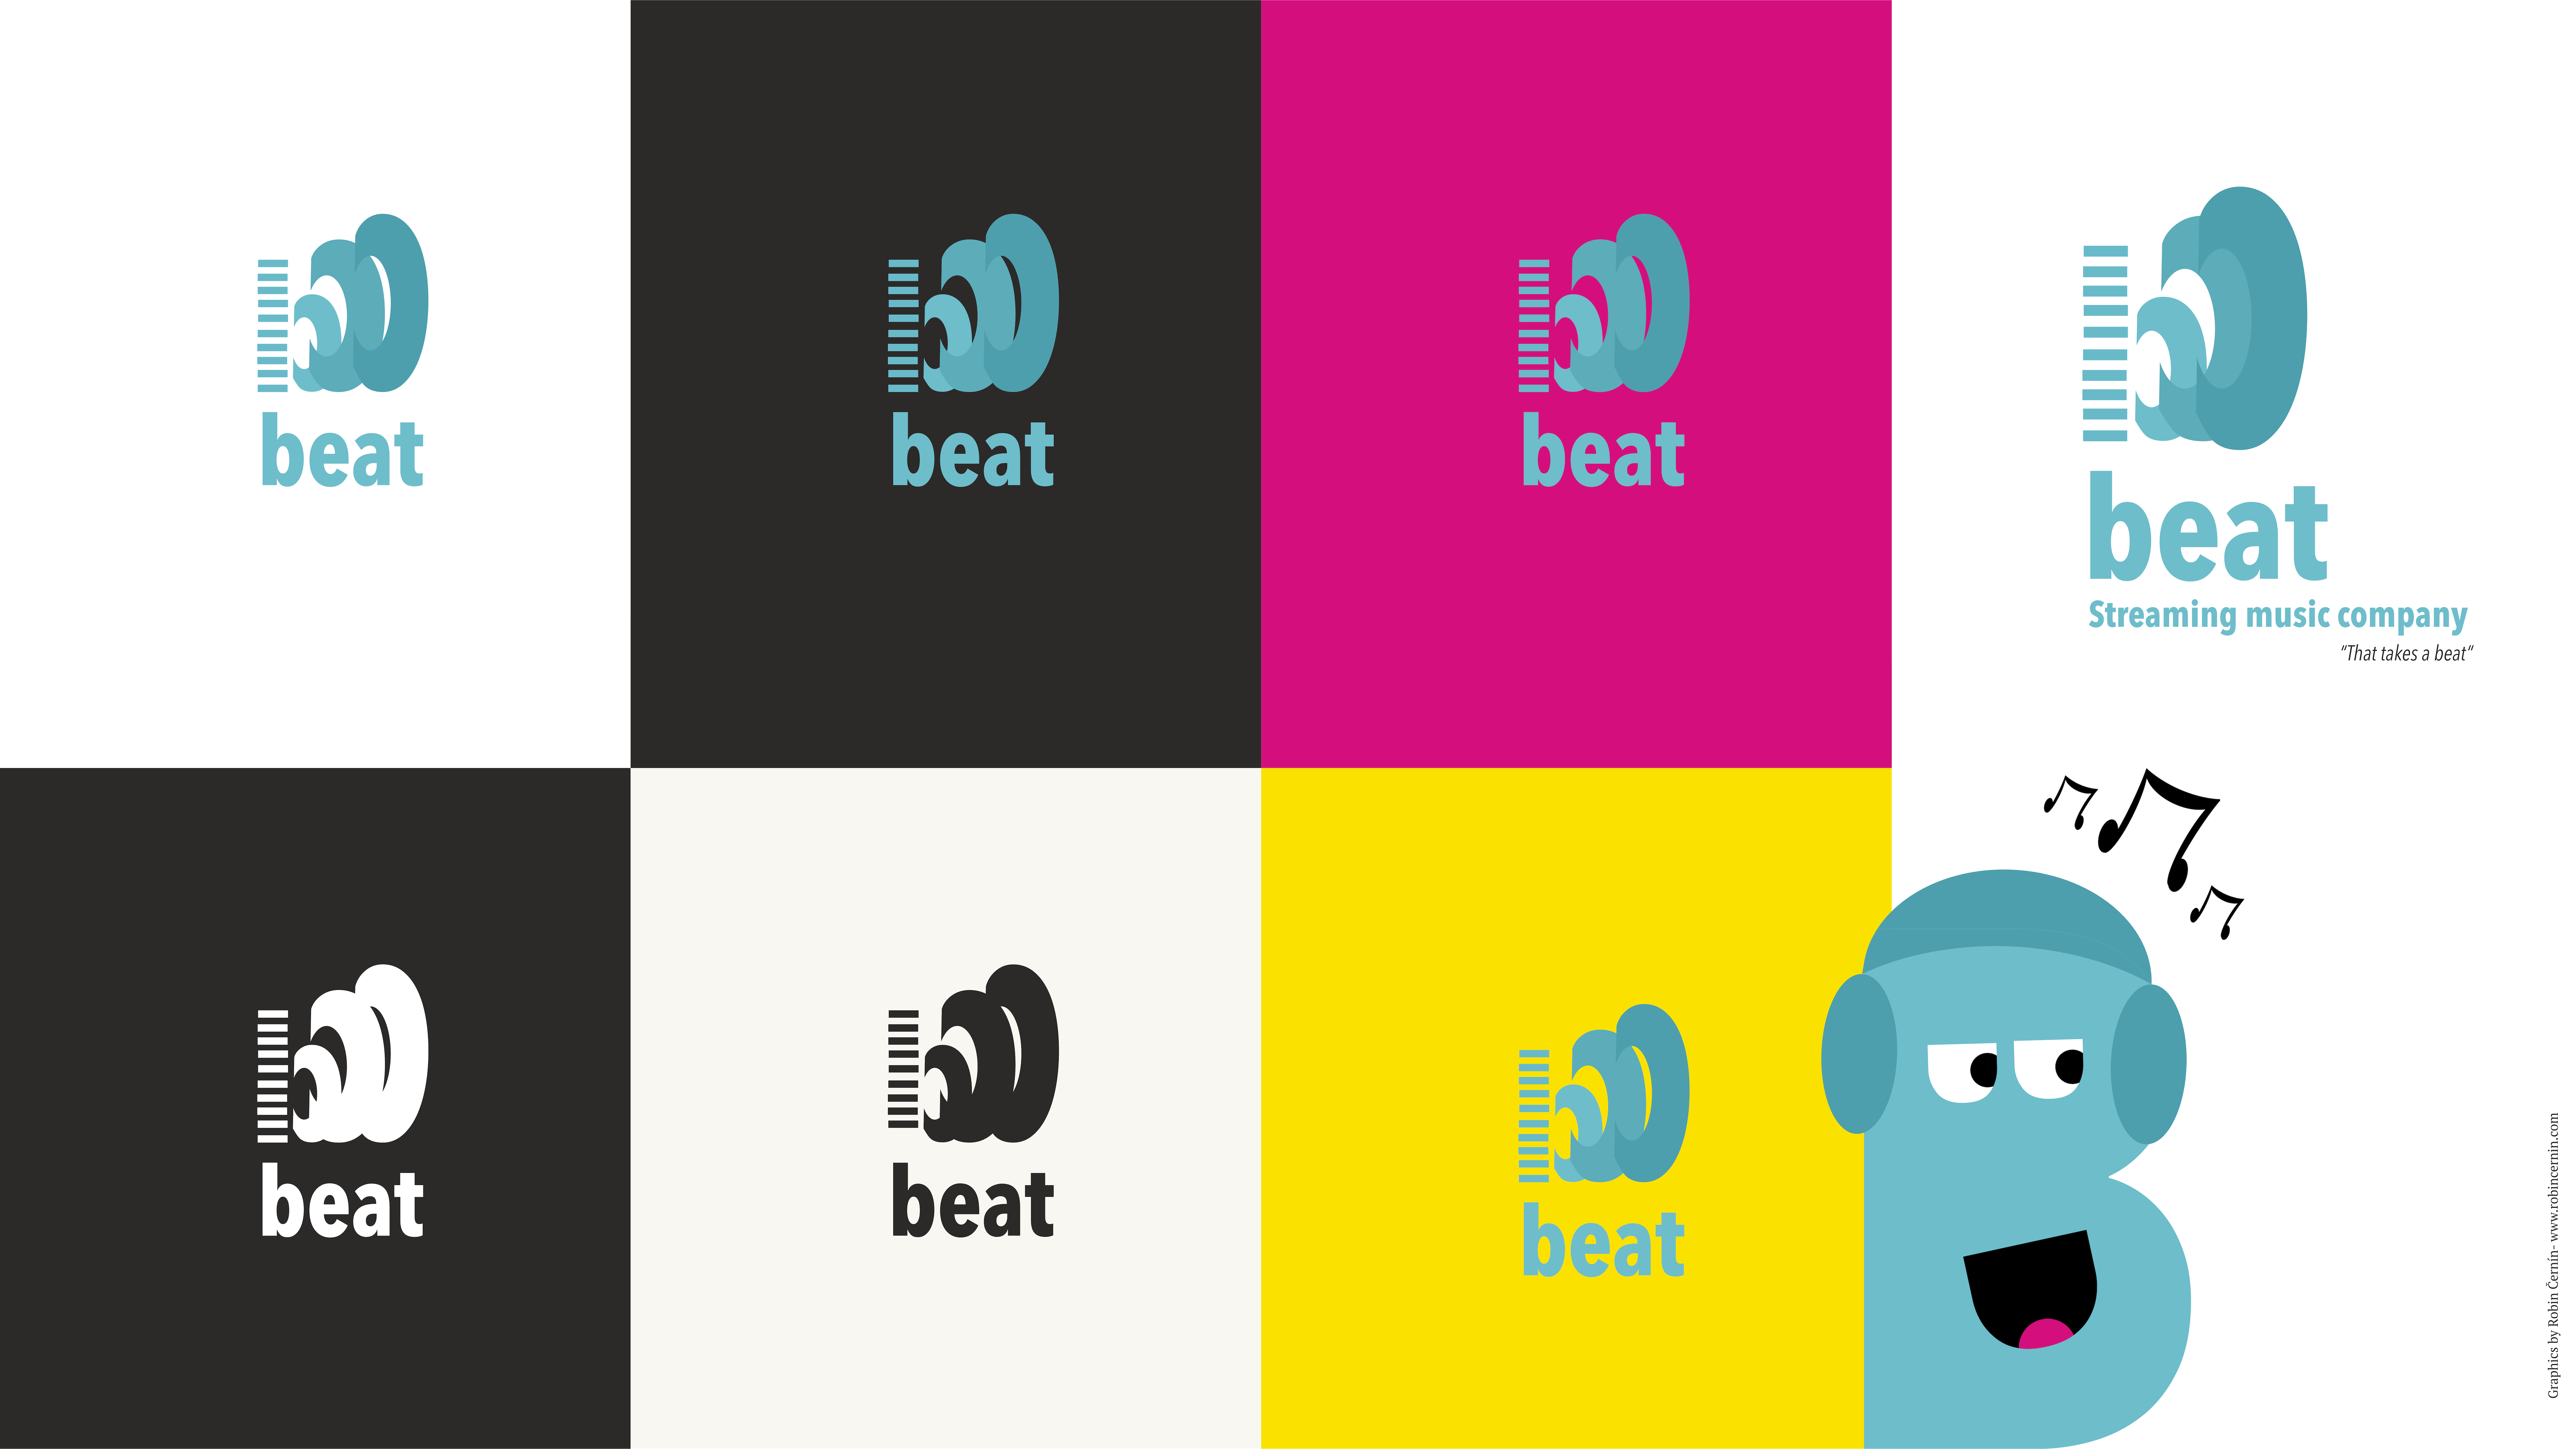 beat
beat
beat
beat
Streaming music company
“That takes a beat“
beat
beat
beat
Graphics by Robin Černín- www.robincernin.com